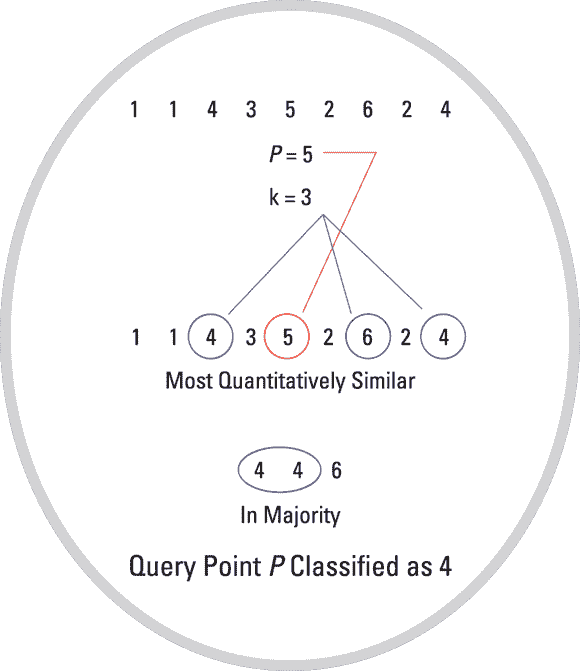 1 1 4 3 5 2 6 2 4
P = 5
k = 3
1 1 4 3 5 2 6 2 4
Most Quantitatively Similar
4 4 6
In Majority
Query Point P Classified as 4